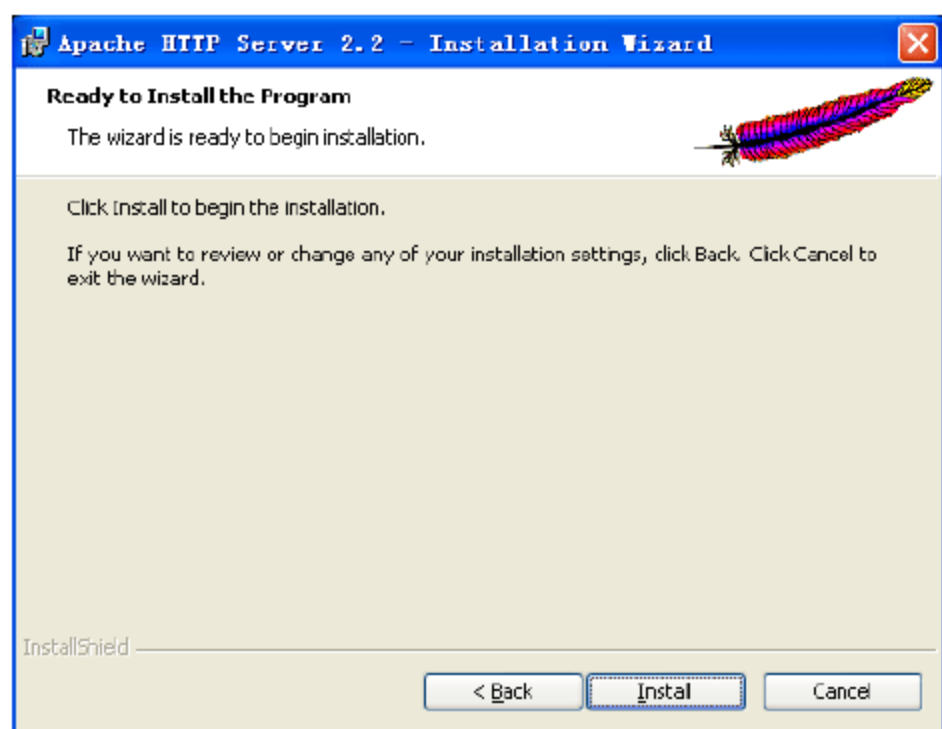 Apache HTTP Server 2.2 - Installation Wizard
Ready to Install the Program
The wizard is ready to begin installation.
Click Install to begin the installation.
If you want to review or change any of your installation settings, click Back. Click Cancel to
exit the wizard.
InstallShield
< Back
Install
Cancel